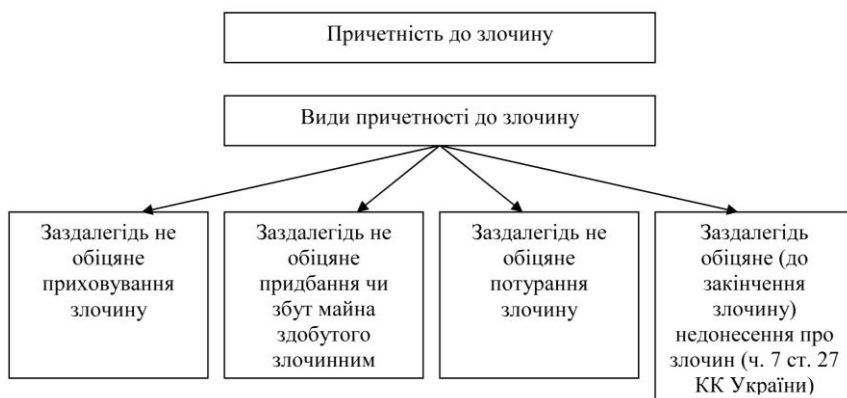 Причетність до злочину
Види причетності до злочину
Заздалегідь не
обіцяне
приховування
злочину
Заздалегідь не
обіцяне
придбання чи
збут майна
здобутого
злочинним
Заздалегідь не
обіцяне
потурання
злочину
Заздалегідь
обіцяне (до
закінчення
злочину)
недонесення про
злочин (ч. 7 ст. 27
КК України)